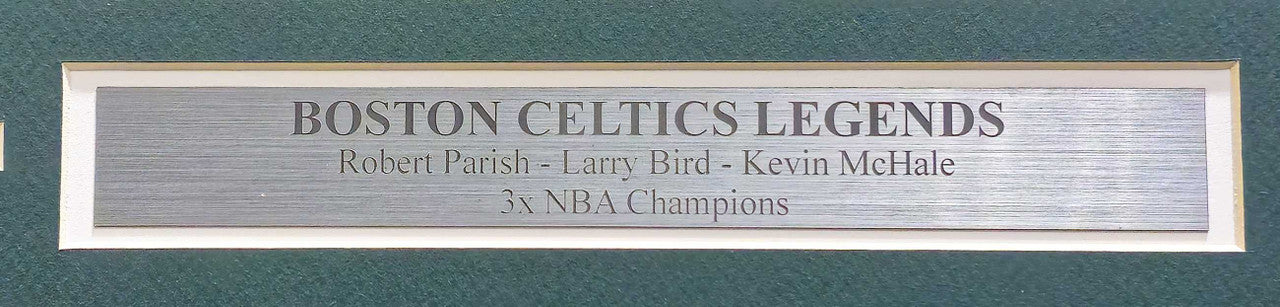 BOSTON CELTICS LEGENDS
Robert Parish - Larry Bird - Kevin McHale
3x NBA Champions